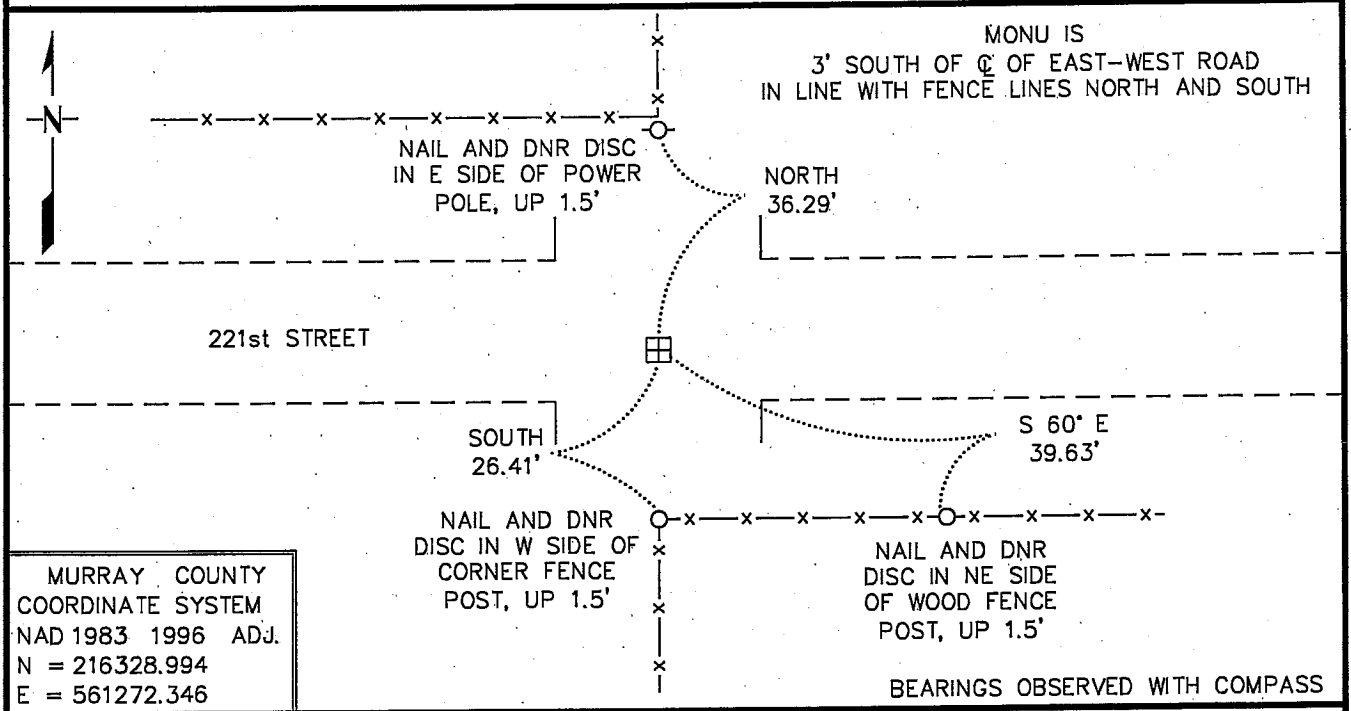 MONU IS
3' SOUTH OF ℄ OF EAST-WEST ROAD
IN LINE WITH FENCE LINES NORTH AND SOUTH
N
NAIL AND DNR DISC
IN E SIDE OF POWER
POLE, UP 1.5'
NORTH
36.29'
221st STREET
SOUTH
26.41'
S 60° E
39.63'
NAIL AND DNR
DISC IN W SIDE OF
CORNER FENCE
POST, UP 1.5'
NAIL AND DNR
DISC IN NE SIDE
OF WOOD FENCE
POST, UP 1.5'
MURRAY COUNTY
COORDINATE SYSTEM
NAD 1983 1996 ADJ.
N = 216328.994
E = 561272.346
BEARINGS OBSERVED WITH COMPASS